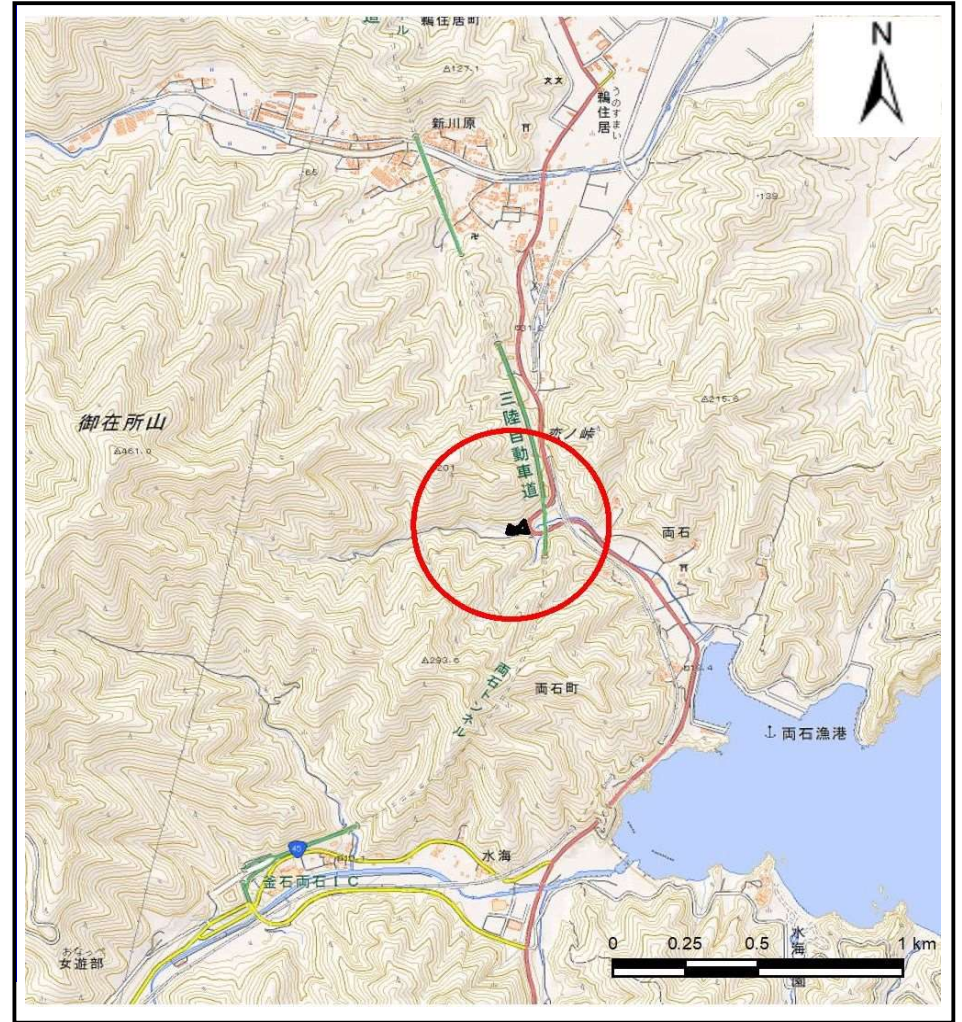 鵜住居町
N
127.1
新川原
うのすまい
鵜住居
85
139
三陸自動車道
恋ノ峠
215.6
御在所山
461.0
201
両石
293.6
両石トンネル
両石町
両石漁港
45
釜石両石IC
水海
おなっぺ
女遊部
0 0.25 0.5 1 km